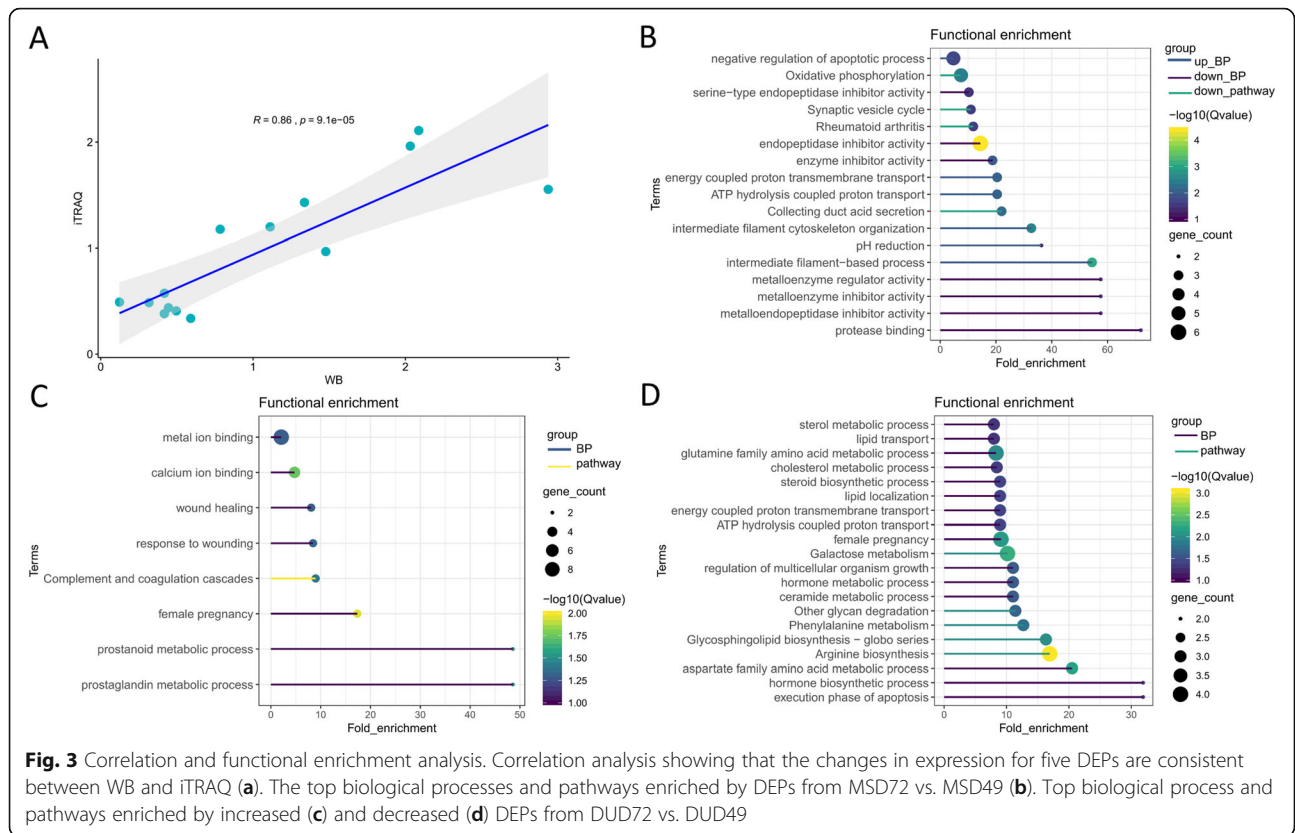 A
2
1
0
iTRAQ
R = 0.86 , p = 9.1e−05
0
1
2
3
WB
B
Functional enrichment
Terms
negative regulation of apoptotic process
Oxidative phosphorylation
serine−type endopeptidase inhibitor activity
Synaptic vesicle cycle
Rheumatoid arthritis
endopeptidase inhibitor activity
enzyme inhibitor activity
energy coupled proton transmembrane transport
ATP hydrolysis coupled proton transport
Collecting duct acid secretion
intermediate filament cytoskeleton organization
pH reduction
intermediate filament−based process
metalloenzyme regulator activity
metalloenzyme inhibitor activity
metalloendopeptidase inhibitor activity
protease binding
0
20
40
60
Fold_enrichment
group
up_BP
down_BP
down_pathway
−log10(Qvalue)
4
3
2
1
gene_count
2
3
4
5
6
C
Functional enrichment
Terms
metal ion binding
calcium ion binding
wound healing
response to wounding
Complement and coagulation cascades
female pregnancy
prostanoid metabolic process
prostaglandin metabolic process
0
10
20
30
40
50
Fold_enrichment
group
BP
pathway
gene_count
2
4
6
8
−log10(Qvalue)
2.00
1.75
1.50
1.25
1.00
D
Functional enrichment
Terms
sterol metabolic process
lipid transport
glutamine family amino acid metabolic process
cholesterol metabolic process
steroid biosynthetic process
lipid localization
energy coupled proton transmembrane transport
ATP hydrolysis coupled proton transport
female pregnancy
Galactose metabolism
regulation of multicellular organism growth
hormone metabolic process
ceramide metabolic process
Other glycan degradation
Phenylalanine metabolism
Glycosphingolipid biosynthesis − globo series
Arginine biosynthesis
aspartate family amino acid metabolic process
hormone biosynthetic process
execution phase of apoptosis
0
10
20
30
Fold_enrichment
group
BP
pathway
−log10(Qvalue)
3.0
2.5
2.0
1.5
1.0
gene_count
2.0
2.5
3.0
3.5
4.0
Fig. 3 Correlation and functional enrichment analysis. Correlation analysis showing that the changes in expression for five DEPs are consistent
between WB and iTRAQ (a). The top biological processes and pathways enriched by DEPs from MSD72 vs. MSD49 (b). Top biological process and
pathways enriched by increased (c) and decreased (d) DEPs from DUD72 vs. DUD49